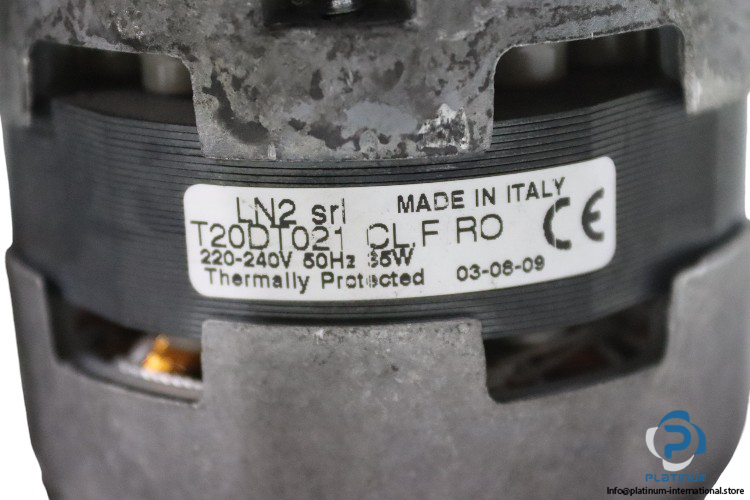 LN2 srl MADE IN ITALY
T20DT021 CL.F RO CE
220-240V 50Hz 35W
Thermally Protected 03-08-09
PLATINUM
Info@platinum-international.store